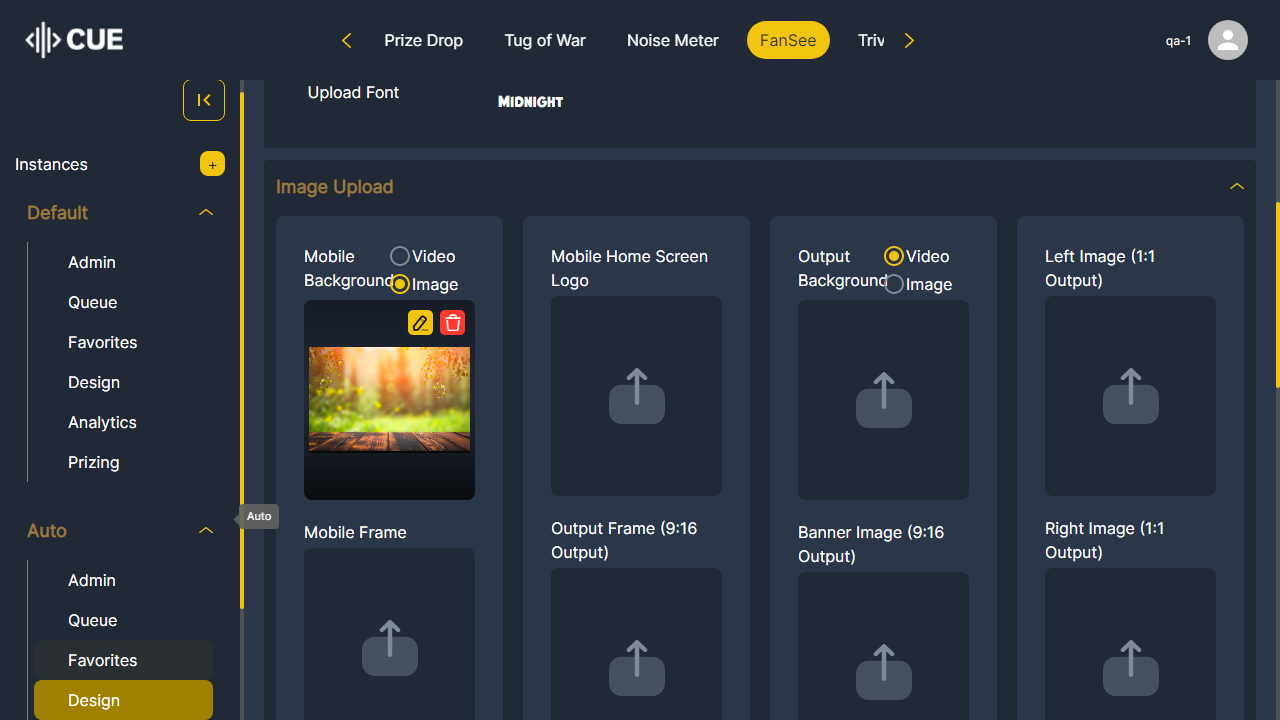 CUE
Prize Drop
Tug of War
Noise Meter
FanSee
Triv
qa-1
Upload Font
MIDNIGHT
Instances
+
Default
Admin
Queue
Favorites
Design
Analytics
Prizing
Auto
Auto
Admin
Queue
Favorites
Design
Image Upload
Mobile
Background
Video
Image
Mobile Home Screen
Logo
Output
Background
Video
Image
Left Image (1:1
Output)
Mobile Frame
Output Frame (9:16
Output)
Banner Image (9:16
Output)
Right Image (1:1
Output)